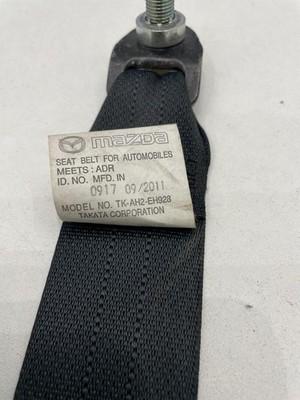 mazda
SEAT BELT FOR AUTOMOBILES
MEETS : ADR
ID. NO. MFD. IN
0917 09/2011
MODEL NO. TK-AH2-EH928
TAKATA CORPORATION